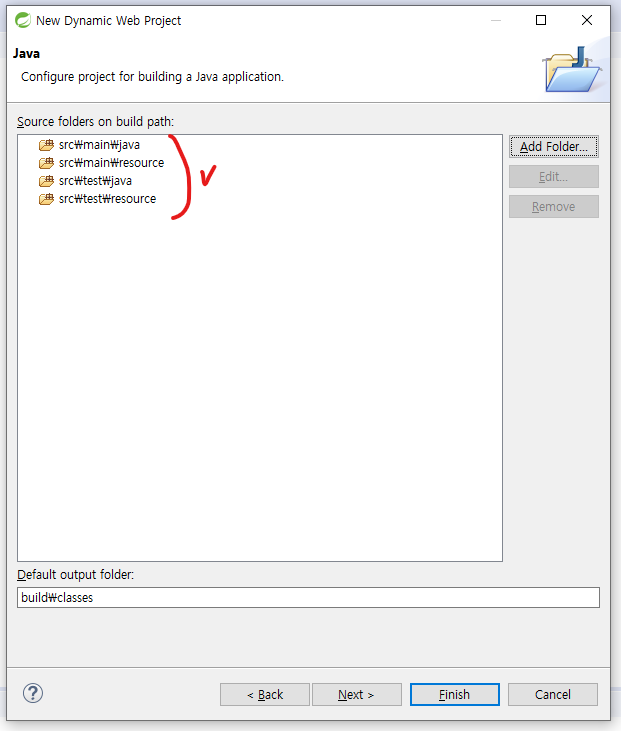 New Dynamic Web Project
Java
Configure project for building a Java application.
Source folders on build path:
src₩main₩java
src₩main₩resource
src₩test₩java
src₩test₩resource
V
Add Folder...
Edit...
Remove
Default output folder:
build₩classes
?
< Back
Next >
Finish
Cancel